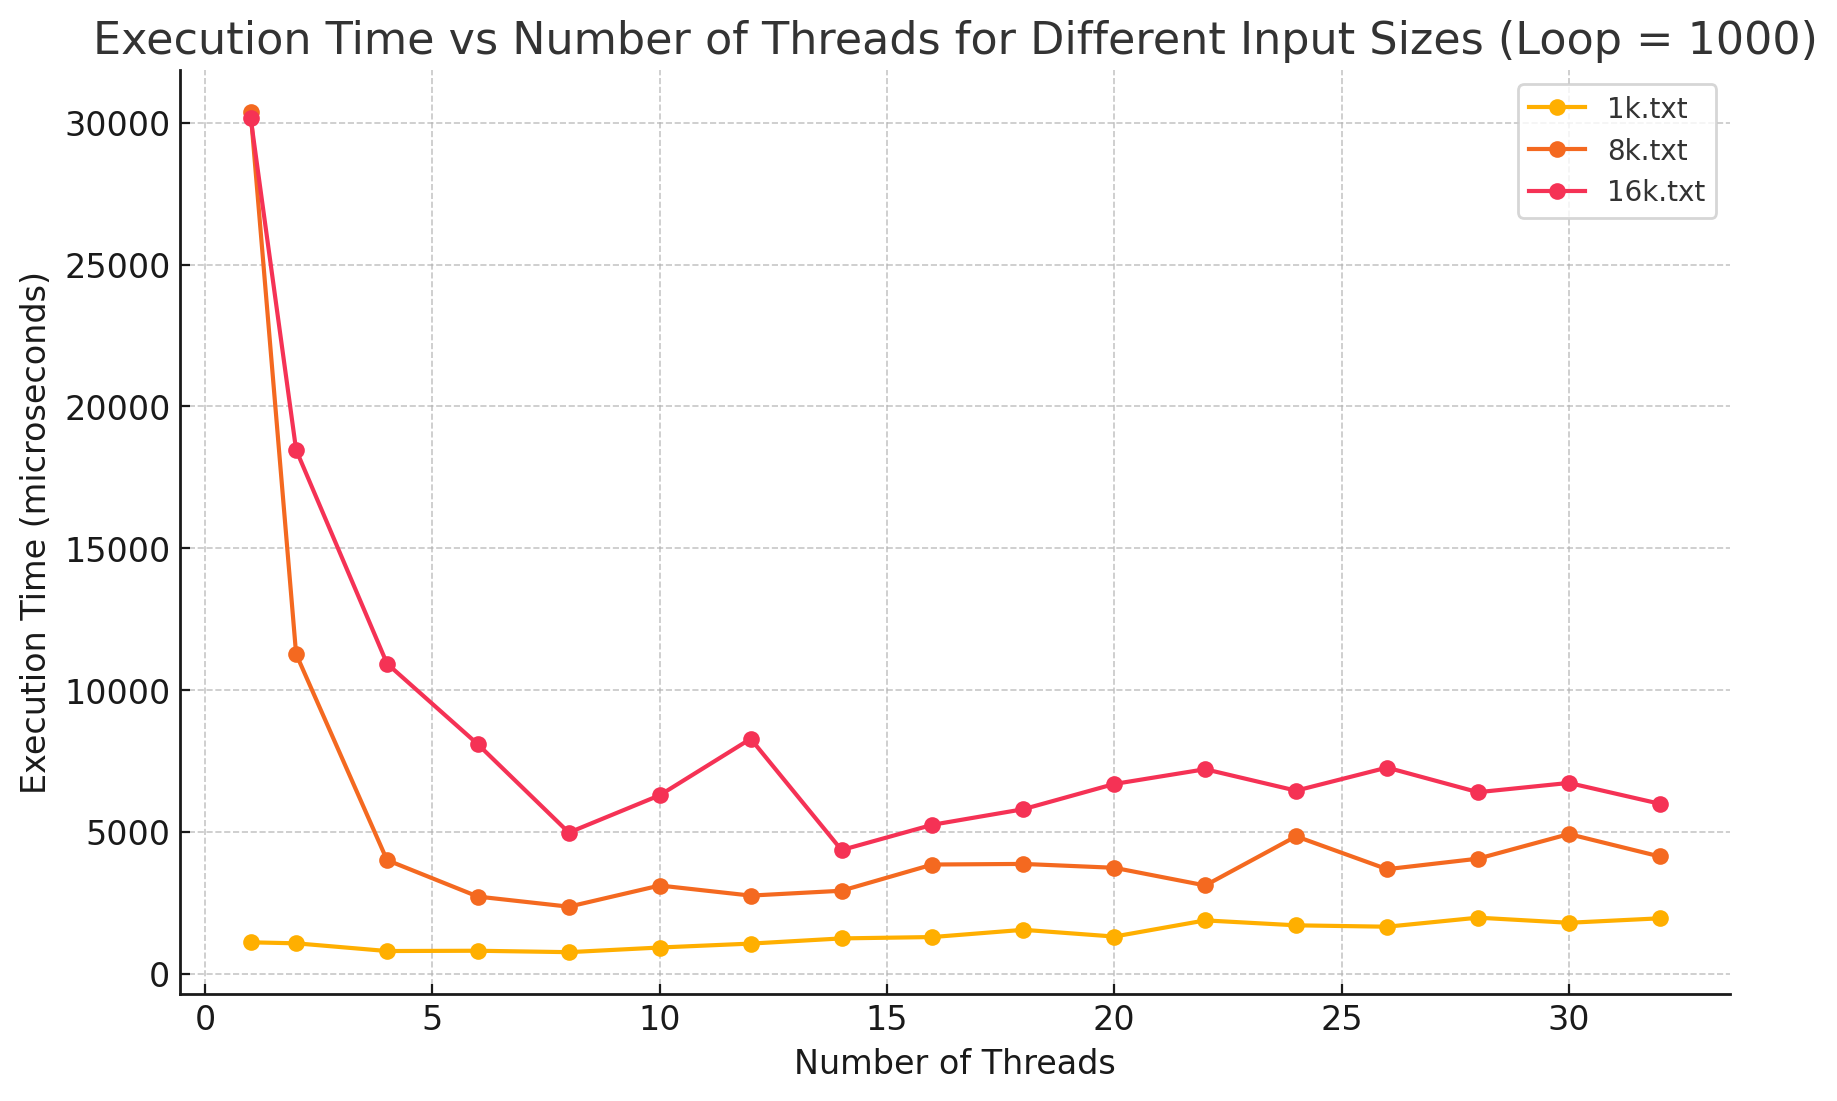 Execution Time vs Number of Threads for Different Input Sizes (Loop = 1000)
1k.txt
8k.txt
16k.txt
Execution Time (microseconds)
30000
25000
20000
15000
10000
5000
0
0 5 10 15 20 25 30
Number of Threads